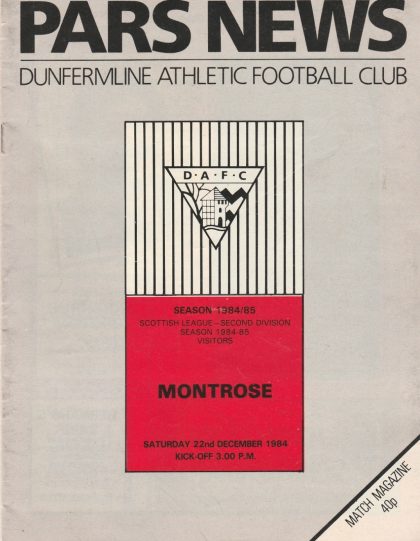 PARS NEWS
DUNFERMLINE ATHLETIC FOOTBALL CLUB
D·A·F·C
SEASON 1984/85
SCOTTISH LEAGUE – SECOND DIVISION
SEASON 1984-85
VISITORS
MONTROSE
SATURDAY 22nd DECEMBER 1984
KICK-OFF 3.00 P.M.
MATCH MAGAZINE
40p